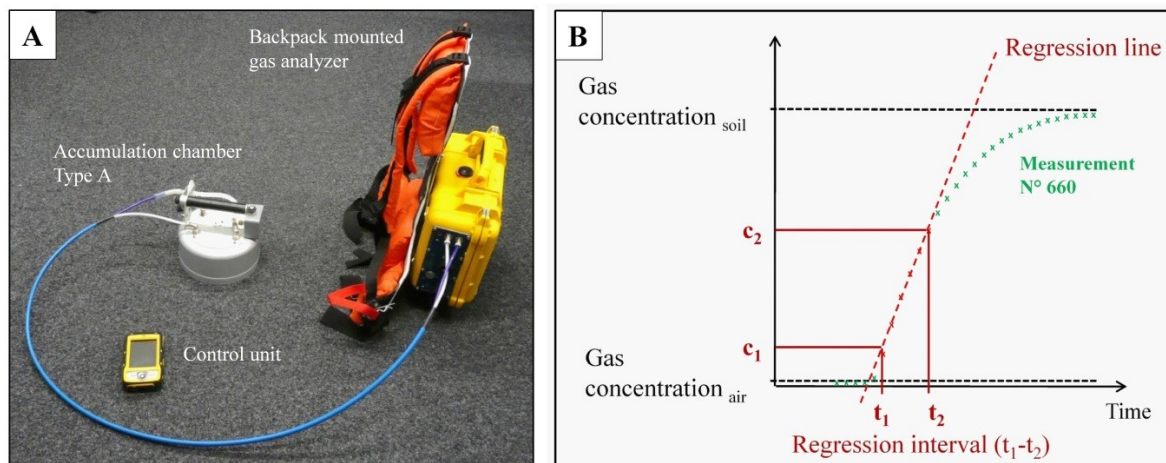 A
Backpack mounted
gas analyzer
Accumulation chamber
Type A
Control unit
B
Regression line
Gas
concentration soil
Measurement
N° 660
c2
c1
Gas
concentration air
t1 t2
Time
Regression interval (t1-t2)